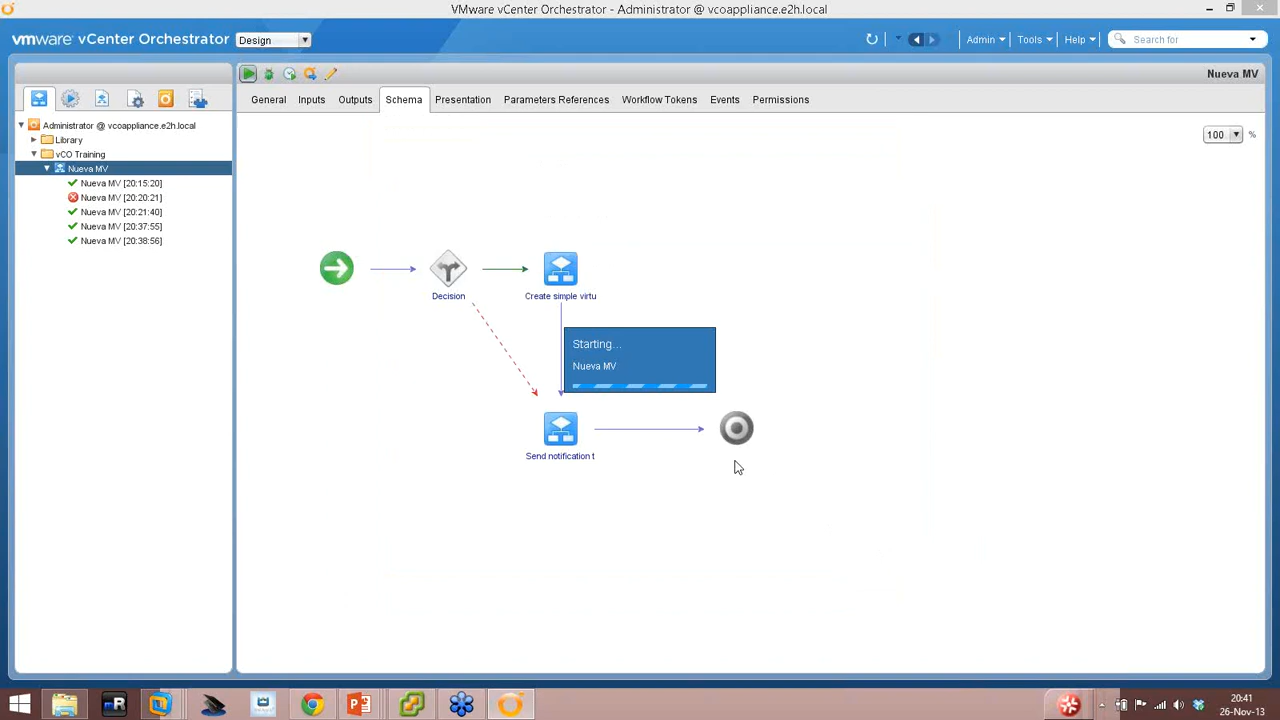 VMware vCenter Orchestrator - Administrator @ vcoappliance.e2h.local
vmware vCenter Orchestrator
Design
Admin
Tools
Help
Search for
Nueva MV
General
Inputs
Outputs
Schema
Presentation
Parameters References
Workflow Tokens
Events
Permissions
Administrator @ vcoappliance.e2h.local
Library
vCO Training
Nueva MV
Nueva MV [20:15:20]
Nueva MV [20:20:21]
Nueva MV [20:21:40]
Nueva MV [20:37:55]
Nueva MV [20:38:56]
100 %
Decision
Create simple virtu
Starting...
Nueva MV
Send notification t
20:41
26-Nov-13